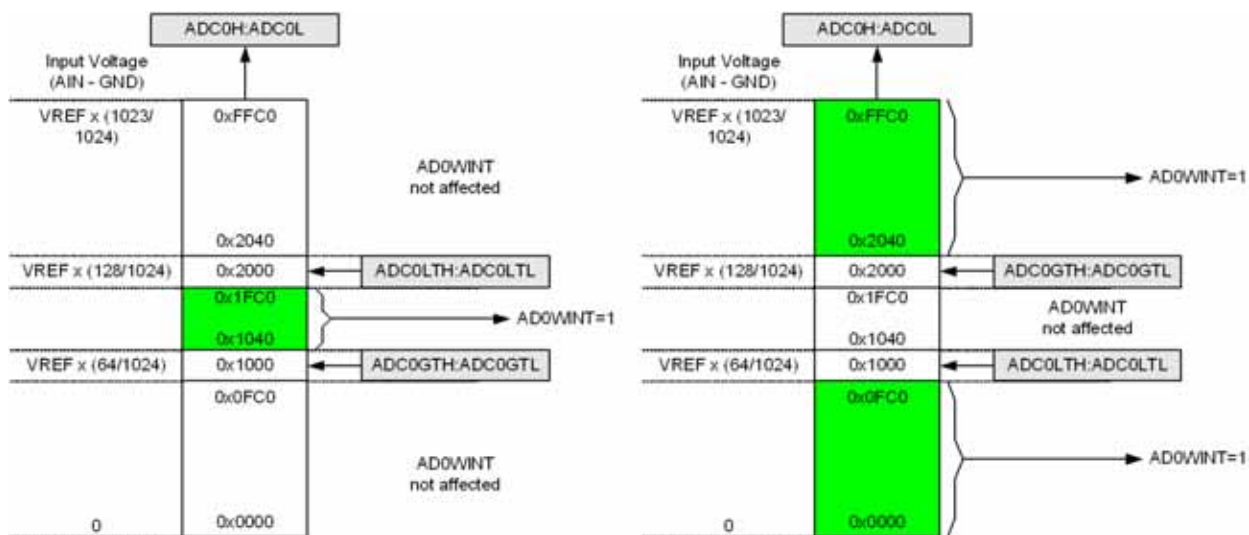 ADC0H:ADC0L
Input Voltage
(AIN - GND)
VREF x (1023/
1024)
0xFFC0
AD0WINT
not affected
0x2040
VREF x (128/1024)
0x2000
ADC0LTH:ADC0LTL
0x1FC0
AD0WINT=1
0x1040
VREF x (64/1024)
0x1000
ADC0GTH:ADC0GTL
0x0FC0
AD0WINT
not affected
0
0x0000
ADC0H:ADC0L
Input Voltage
(AIN - GND)
VREF x (1023/
1024)
0xFFC0
AD0WINT=1
0x2040
VREF x (128/1024)
0x2000
ADC0GTH:ADC0GTL
0x1FC0
AD0WINT
not affected
0x1040
VREF x (64/1024)
0x1000
ADC0LTH:ADC0LTL
0x0FC0
AD0WINT=1
0
0x0000